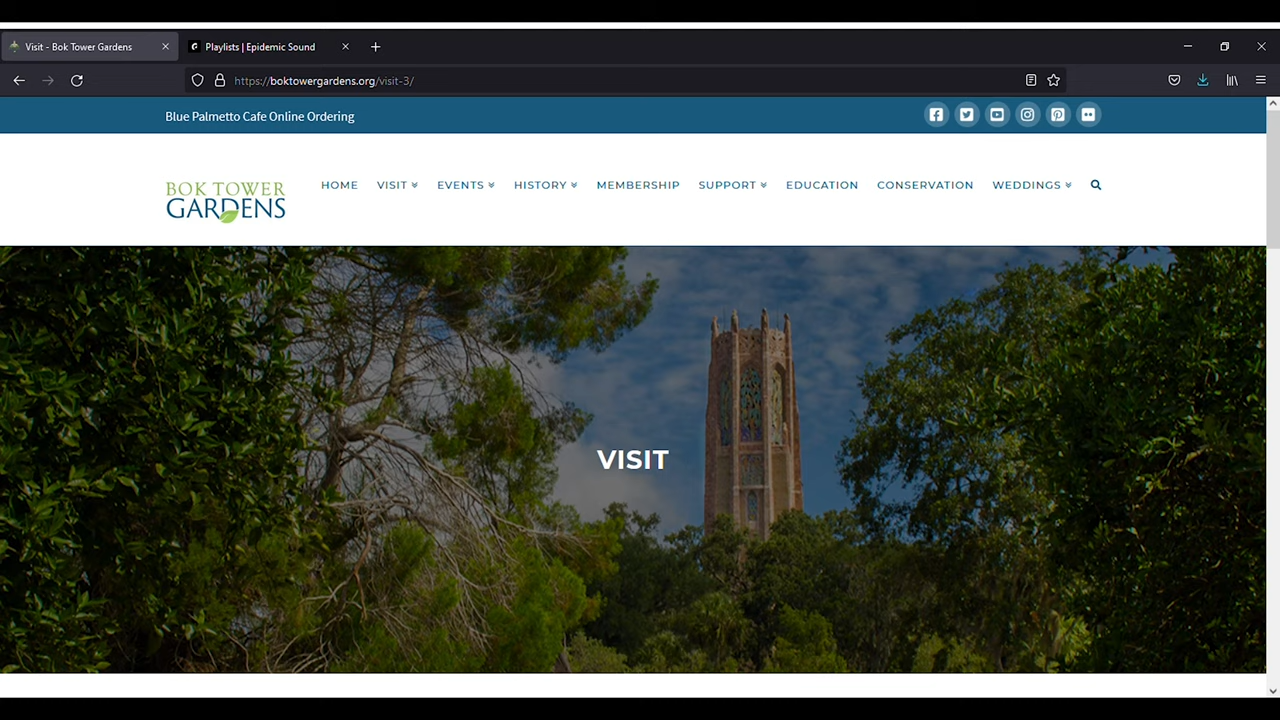 Visit - Bok Tower Gardens
Playlists | Epidemic Sound
https://boktowergardens.org/visit-3/
Blue Palmetto Cafe Online Ordering
BOK TOWER
GARDENS
HOME VISIT EVENTS HISTORY MEMBERSHIP SUPPORT EDUCATION CONSERVATION WEDDINGS
VISIT